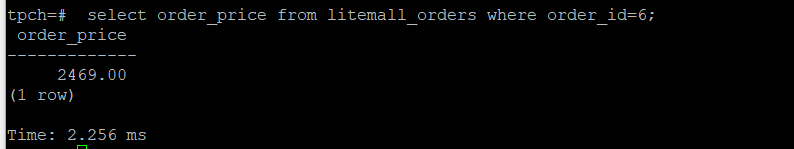 tpch=#  select order_price from litemall_orders where order_id=6;
 order_price
-------------
     2469.00
(1 row)

Time: 2.256 ms